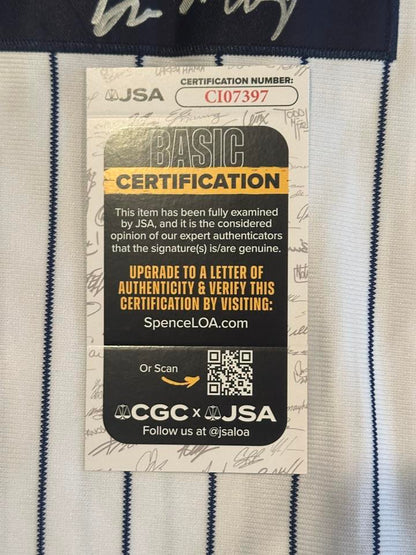 JSA
CERTIFICATION NUMBER:
CI07397
BASIC
CERTIFICATION
This item has been fully examined
by JSA, and it is the considered
opinion of our expert authenticators
that the signature(s) is/are genuine.
UPGRADE TO A LETTER OF
AUTHENTICITY & VERIFY THIS
CERTIFICATION BY VISITING:
SpenceLOA.com
Or Scan
CGC x JSA
Follow us at @jsaloa